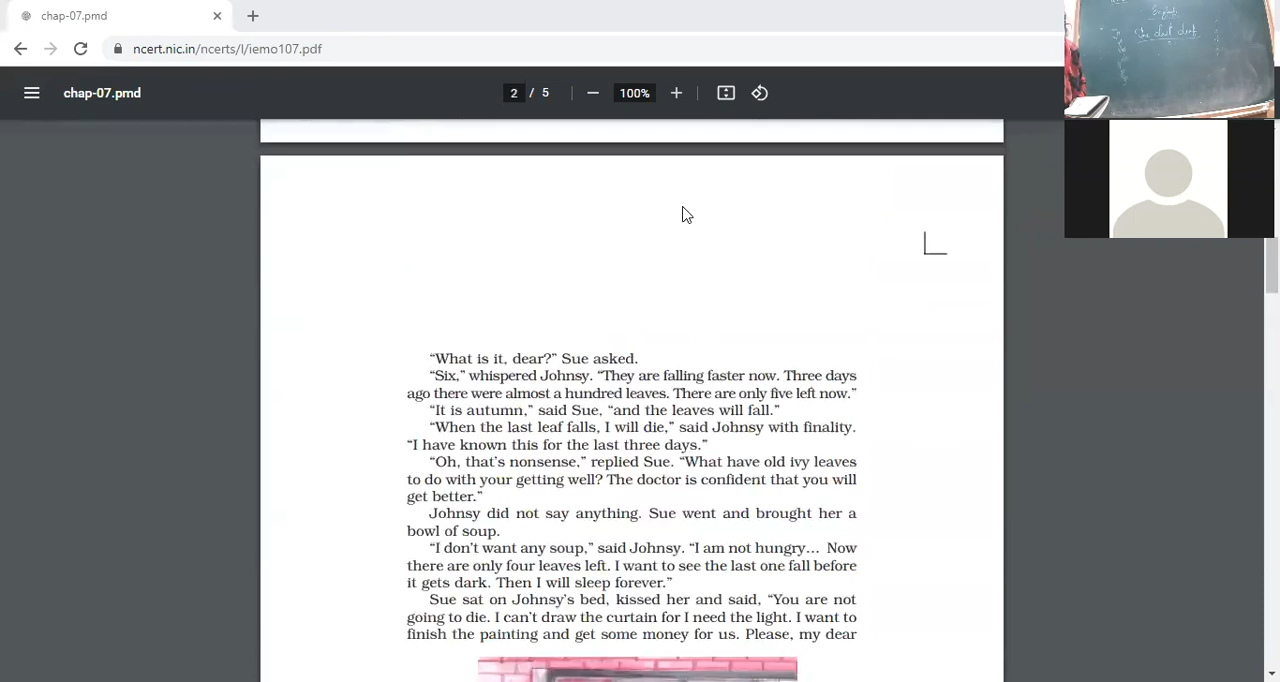 chap-07.pmd
ncert.nic.in/ncerts/l/iemo107.pdf
chap-07.pmd
2 / 5
100%
“What is it, dear?” Sue asked.
“Six,” whispered Johnsy. “They are falling faster now. Three days
ago there were almost a hundred leaves. There are only five left now.”
“It is autumn,” said Sue, “and the leaves will fall.”
“When the last leaf falls, I will die,” said Johnsy with finality.
“I have known this for the last three days.”
“Oh, that’s nonsense,” replied Sue. “What have old ivy leaves
to do with your getting well? The doctor is confident that you will
get better.”
Johnsy did not say anything. Sue went and brought her a
bowl of soup.
“I don’t want any soup,” said Johnsy. “I am not hungry... Now
there are only four leaves left. I want to see the last one fall before
it gets dark. Then I will sleep forever.”
Sue sat on Johnsy’s bed, kissed her and said, “You are not
going to die. I can’t draw the curtain for I need the light. I want to
finish the painting and get some money for us. Please, my dear